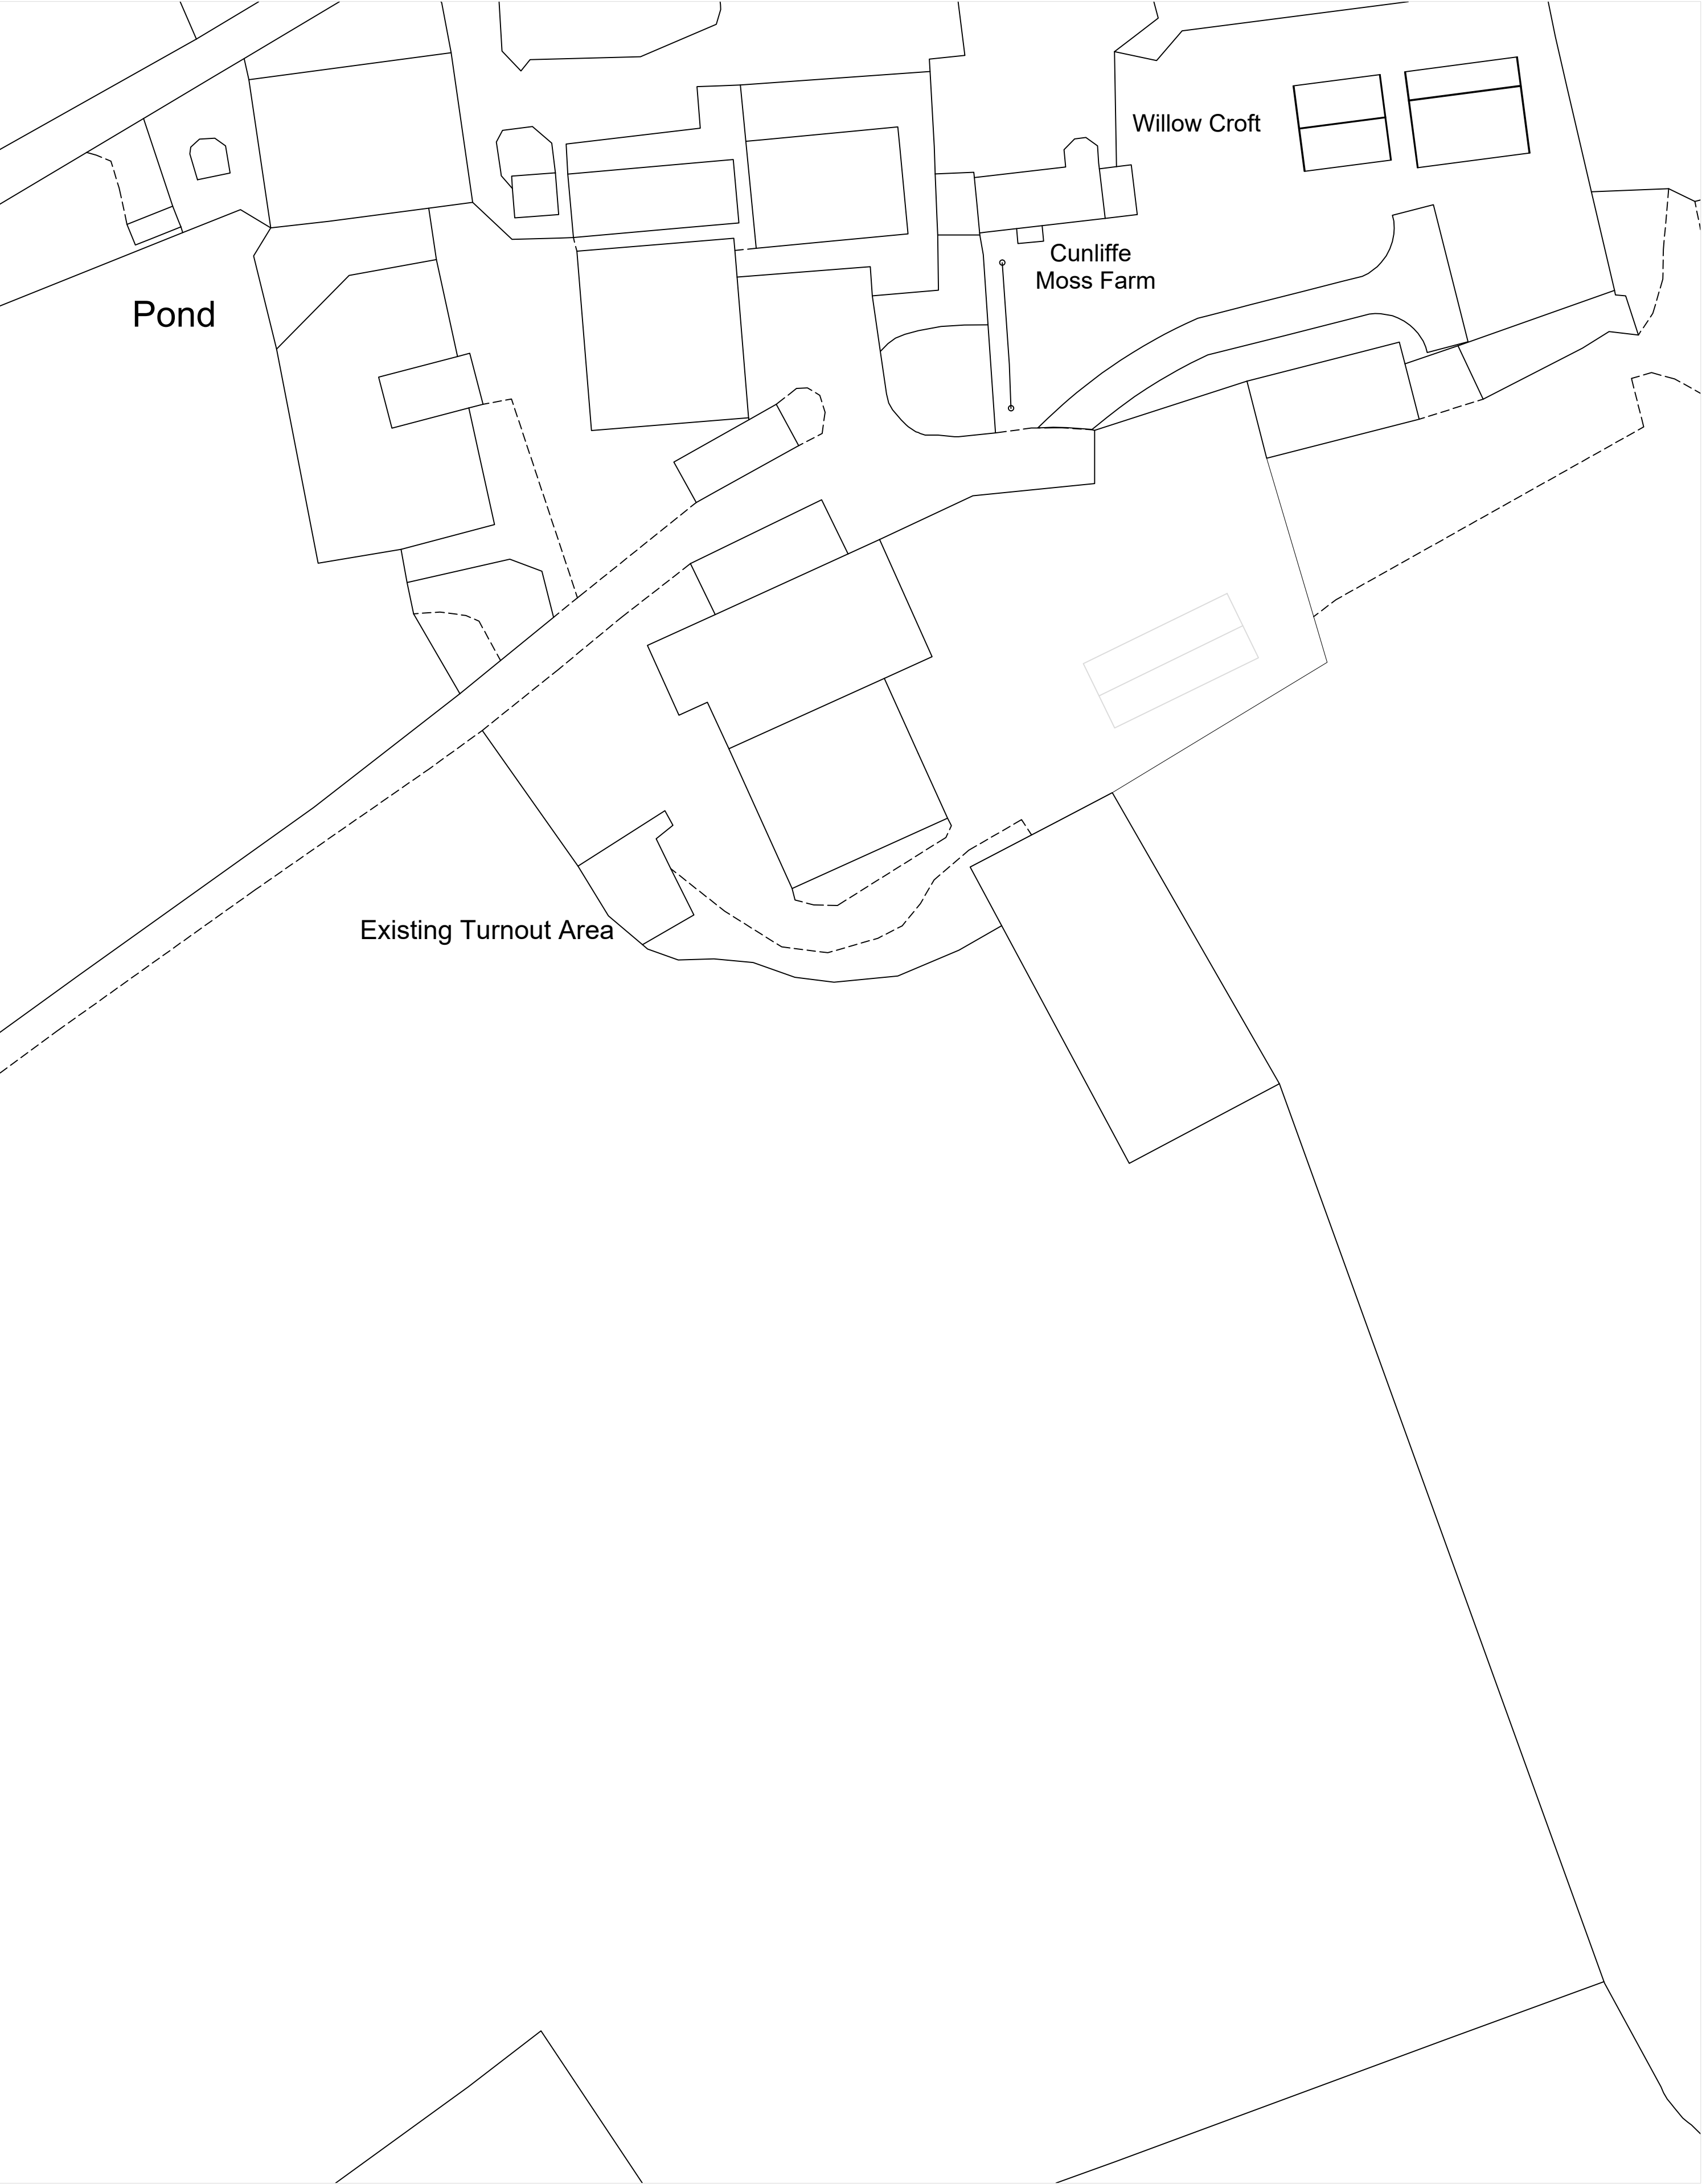 Willow Croft
Cunliffe
Moss Farm
Pond
Existing Turnout Area